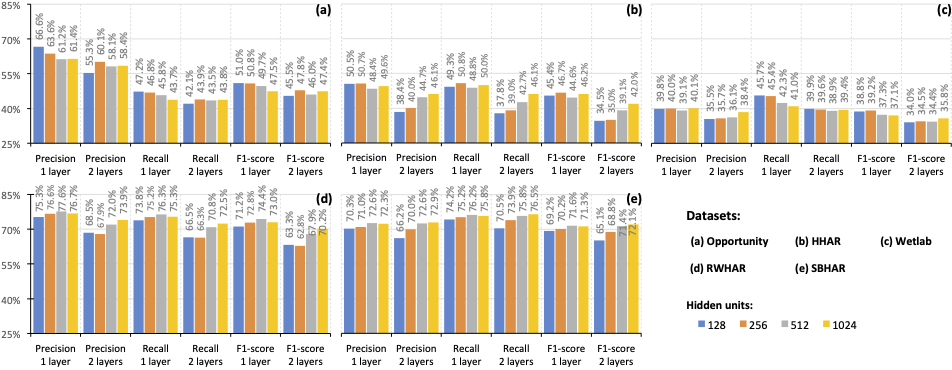 85% (a) (b) (c)
66.6% 63.6% 61.2% 61.4% 55.3% 60.1% 58.1% 58.4% 47.2% 46.8% 45.8% 43.7% 42.1% 43.9% 43.5% 43.8% 51.0% 50.8% 49.7% 47.5% 45.5% 47.8% 46.0% 47.4%
50.5% 50.7% 48.4% 49.6% 38.4% 40.0% 44.7% 46.1% 49.3% 50.8% 48.8% 50.0% 37.8% 39.0% 42.7% 46.1% 45.4% 46.7% 44.6% 46.2% 34.5% 35.0% 39.1% 42.0%
39.8% 40.0% 39.1% 40.1% 35.5% 35.7% 36.1% 38.4% 45.7% 45.4% 42.3% 41.0% 39.9% 39.6% 38.9% 39.4% 38.8% 39.2% 37.3% 37.1% 34.0% 34.5% 34.4% 35.8%
70%
55%
40%
25%
Precision Precision Recall Recall F1-score F1-score Precision Precision Recall Recall F1-score F1-score Precision Precision Recall Recall F1-score F1-score
1 layer 2 layers 1 layer 2 layers 1 layer 2 layers 1 layer 2 layers 1 layer 2 layers 1 layer 2 layers 1 layer 2 layers 1 layer 2 layers 1 layer 2 layers
85% (d) (e)
75.3% 76.6% 77.6% 76.7% 68.5% 67.9% 72.0% 73.9% 73.8% 75.2% 76.3% 75.3% 66.5% 66.3% 70.8% 72.5% 71.2% 72.8% 74.4% 73.0% 63.3% 62.8% 67.9% 70.2%
70.3% 71.0% 72.6% 72.3% 66.2% 70.0% 72.6% 72.9% 74.2% 75.2% 76.2% 75.8% 70.5% 73.9% 75.8% 76.5% 69.2% 70.2% 71.6% 71.3% 65.1% 68.8% 71.4% 72.1%
70%
55%
40%
25%
Precision Precision Recall Recall F1-score F1-score Precision Precision Recall Recall F1-score F1-score
1 layer 2 layers 1 layer 2 layers 1 layer 2 layers 1 layer 2 layers 1 layer 2 layers 1 layer 2 layers
Datasets:
(a) Opportunity (b) HHAR (c) Wetlab
(d) RWHAR (e) SBHAR
Hidden units:
128 256 512 1024